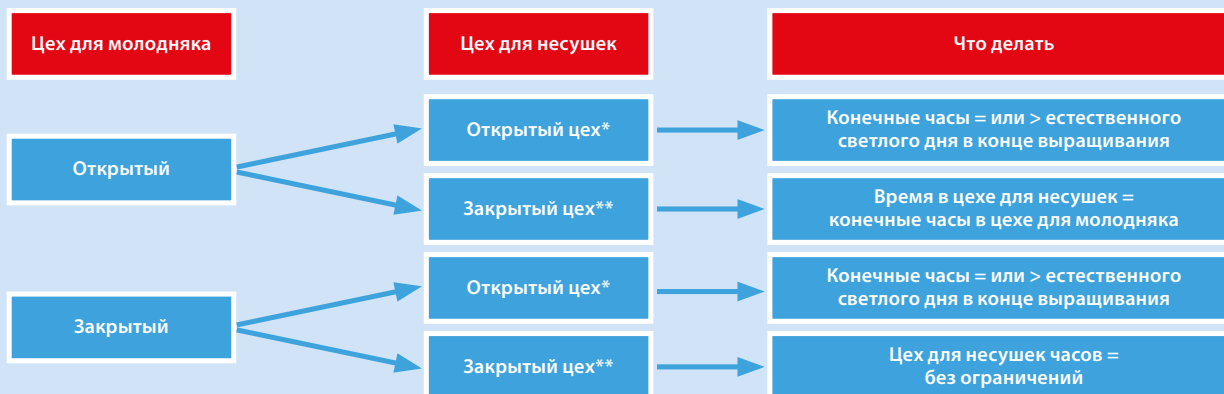 Цех для молодняка
Цех для несушек
Что делать
Открытый
Открытый цех*
Конечные часы = или > естественного
светлого дня в конце выращивания
Закрытый цех**
Время в цехе для несушек =
конечные часы в цехе для молодняка
Закрытый
Открытый цех*
Конечные часы = или > естественного
светлого дня в конце выращивания
Закрытый цех**
Цех для несушек часов =
без ограничений